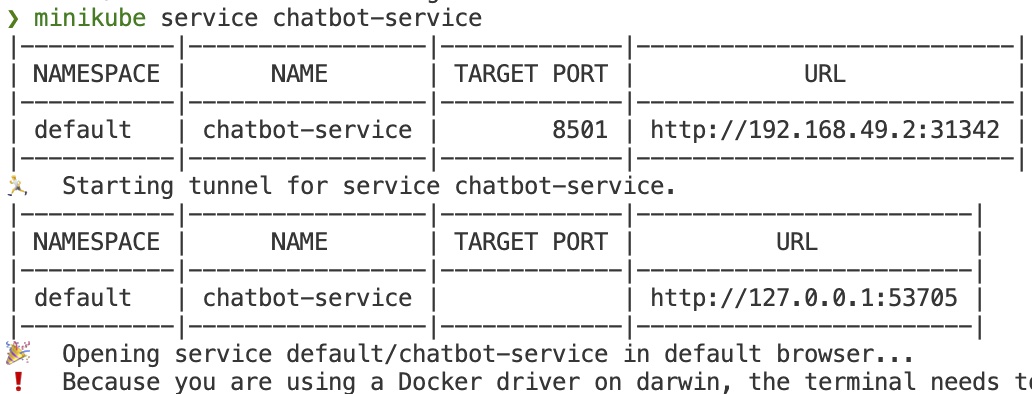 ❯ minikube service chatbot-service
|-----------|-----------------|-------------|---------------------------|
| NAMESPACE |      NAME       | TARGET PORT |            URL            |
|-----------|-----------------|-------------|---------------------------|
| default   | chatbot-service |        8501 | http://192.168.49.2:31342 |
|-----------|-----------------|-------------|---------------------------|
🏃  Starting tunnel for service chatbot-service.
|-----------|-----------------|-------------|------------------------|
| NAMESPACE |      NAME       | TARGET PORT |          URL           |
|-----------|-----------------|-------------|------------------------|
| default   | chatbot-service |             | http://127.0.0.1:53705 |
|-----------|-----------------|-------------|------------------------|
🎉  Opening service default/chatbot-service in default browser...
❗  Because you are using a Docker driver on darwin, the terminal needs